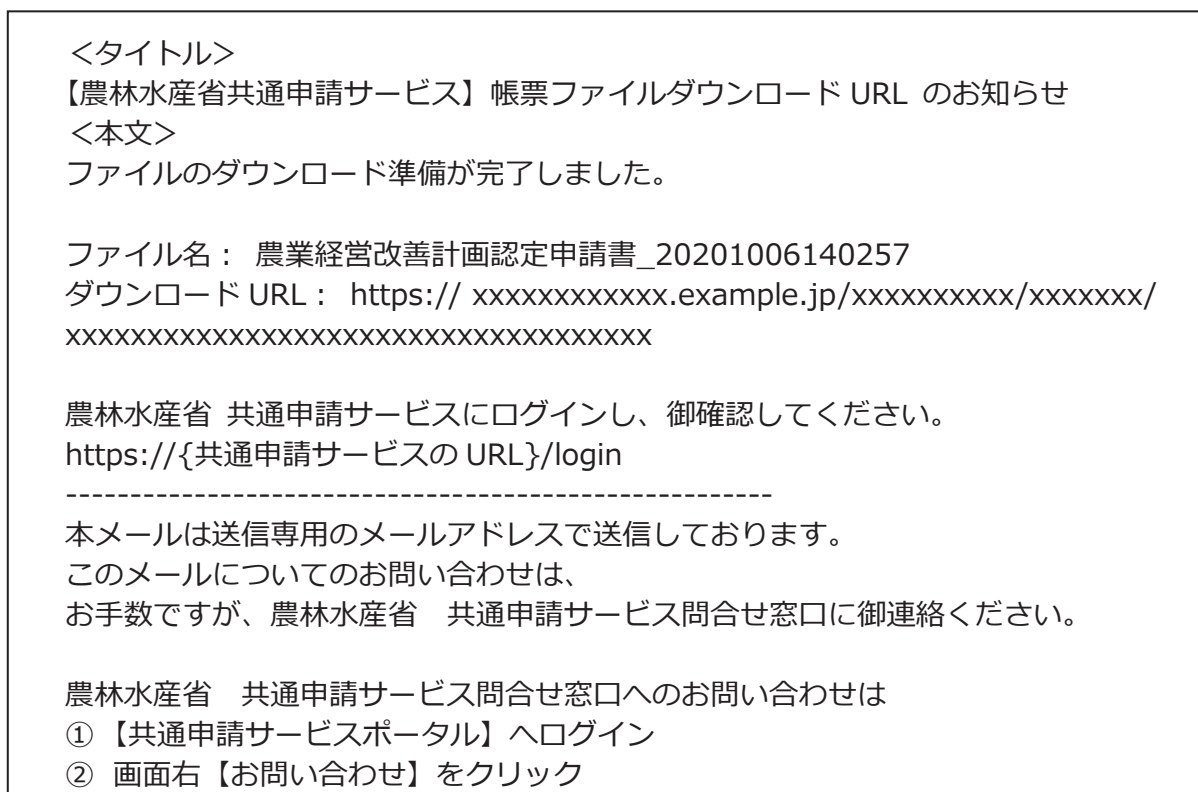 ＜タイトル＞
【農林水産省共通申請サービス】帳票ファイルダウンロード URL のお知らせ
＜本文＞
ファイルのダウンロード準備が完了しました。
ファイル名： 農業経営改善計画認定申請書_20201006140257
ダウンロード URL： https:// xxxxxxxxxxxx.example.jp/xxxxxxxxxx/xxxxxxx/
xxxxxxxxxxxxxxxxxxxxxxxxxxxxxxxxxxxx
農林水産省 共通申請サービスにログインし、御確認してください。
https://{共通申請サービスの URL}/login
-------------------------------------------------------
本メールは送信専用のメールアドレスで送信しております。
このメールについてのお問い合わせは、
お手数ですが、農林水産省　共通申請サービス問合せ窓口に御連絡ください。
農林水産省　共通申請サービス問合せ窓口へのお問い合わせは
① 【共通申請サービスポータル】へログイン
② 画面右【お問い合わせ】をクリック